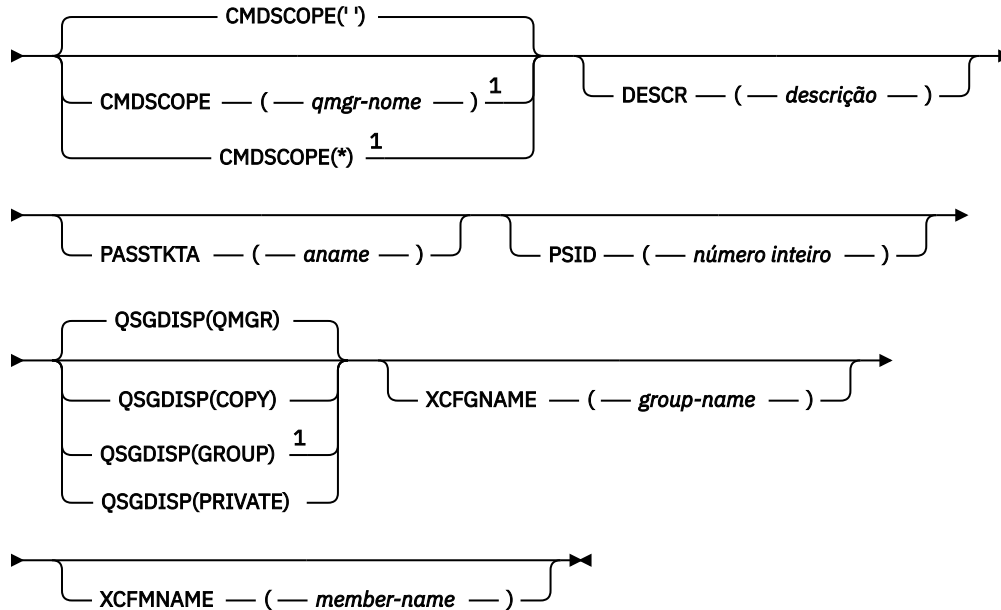 CMDSCOPE(' ')
CMDSCOPE ( qmgr-nome ) 1
CMDSCOPE(*) 1
DESCR ( descrição )
PASSTKTA ( aname )
PSID ( número inteiro )
QSGDISP(QMGR)
QSGDISP(COPY)
QSGDISP(GROUP) 1
QSGDISP(PRIVATE)
XCFGNAME ( group-name )
XCFMNAME ( member-name )